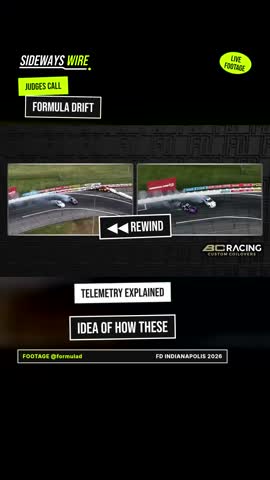 SIDEWAYS WIRE.
LIVE
FOOTAGE
JUDGES CALL
FORMULA DRIFT
REWIND
BC RACING
CUSTOM COILOVERS
TELEMETRY EXPLAINED
IDEA OF HOW THESE
FOOTAGE @formulad
FD INDIANAPOLIS 2026